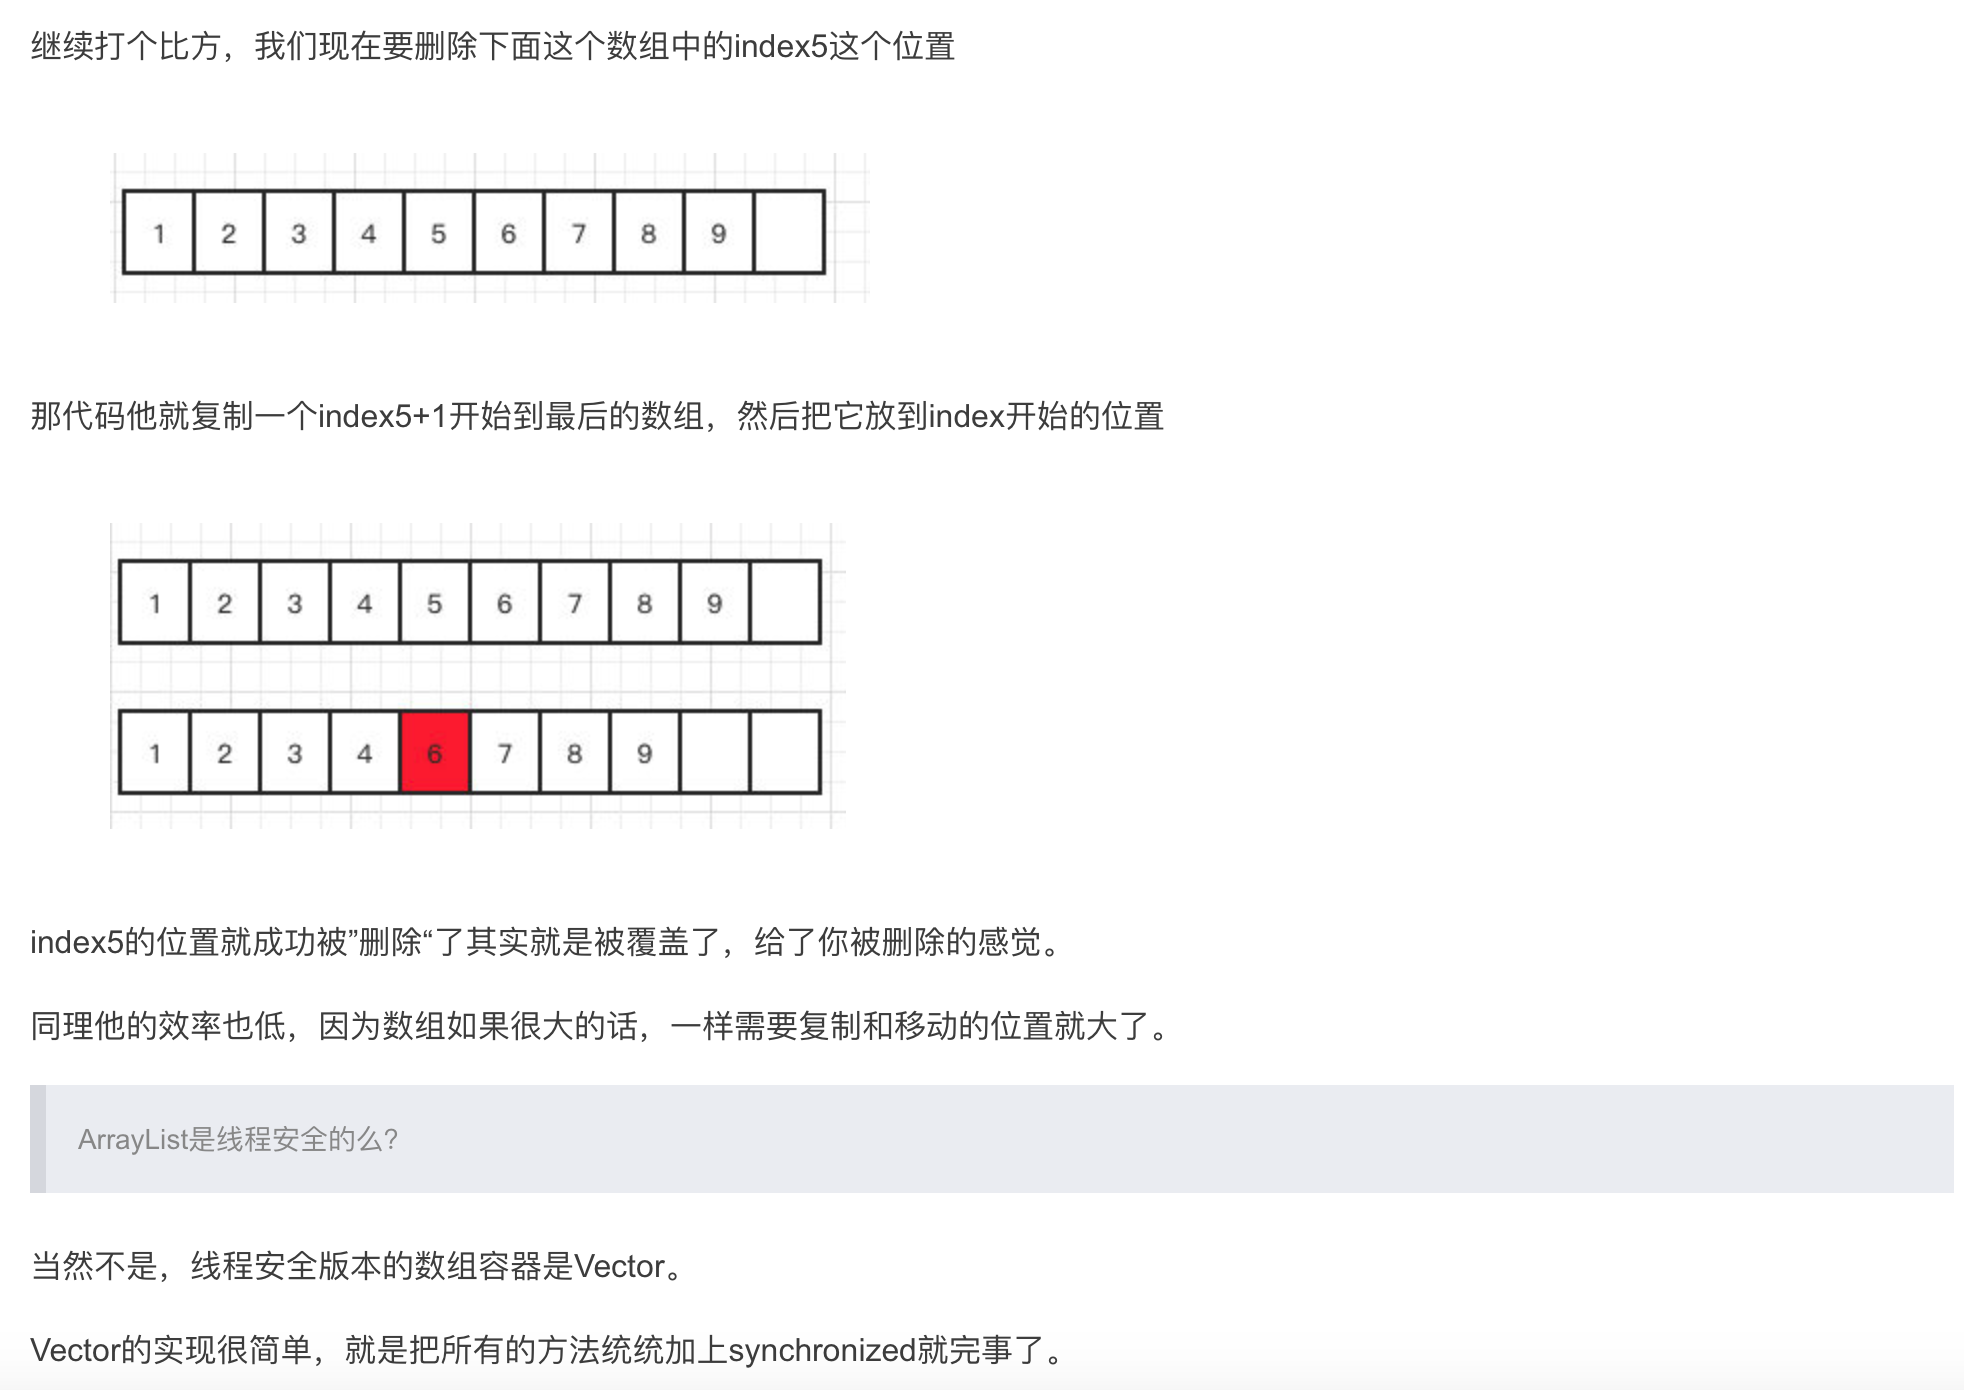 继续打个比方，我们现在要删除下面这个数组中的index5这个位置
1 2 3 4 5 6 7 8 9
那代码他就复制一个index5+1开始到最后的数组，然后把它放到index开始的位置
1 2 3 4 5 6 7 8 9
1 2 3 4 6 7 8 9
index5的位置就成功被”删除“了其实就是被覆盖了，给了你被删除的感觉。
同理他的效率也低，因为数组如果很大的话，一样需要复制和移动的位置就大了。
ArrayList是线程安全的么？
当然不是，线程安全版本的数组容器是Vector。
Vector的实现很简单，就是把所有的方法统统加上synchronized就完事了。